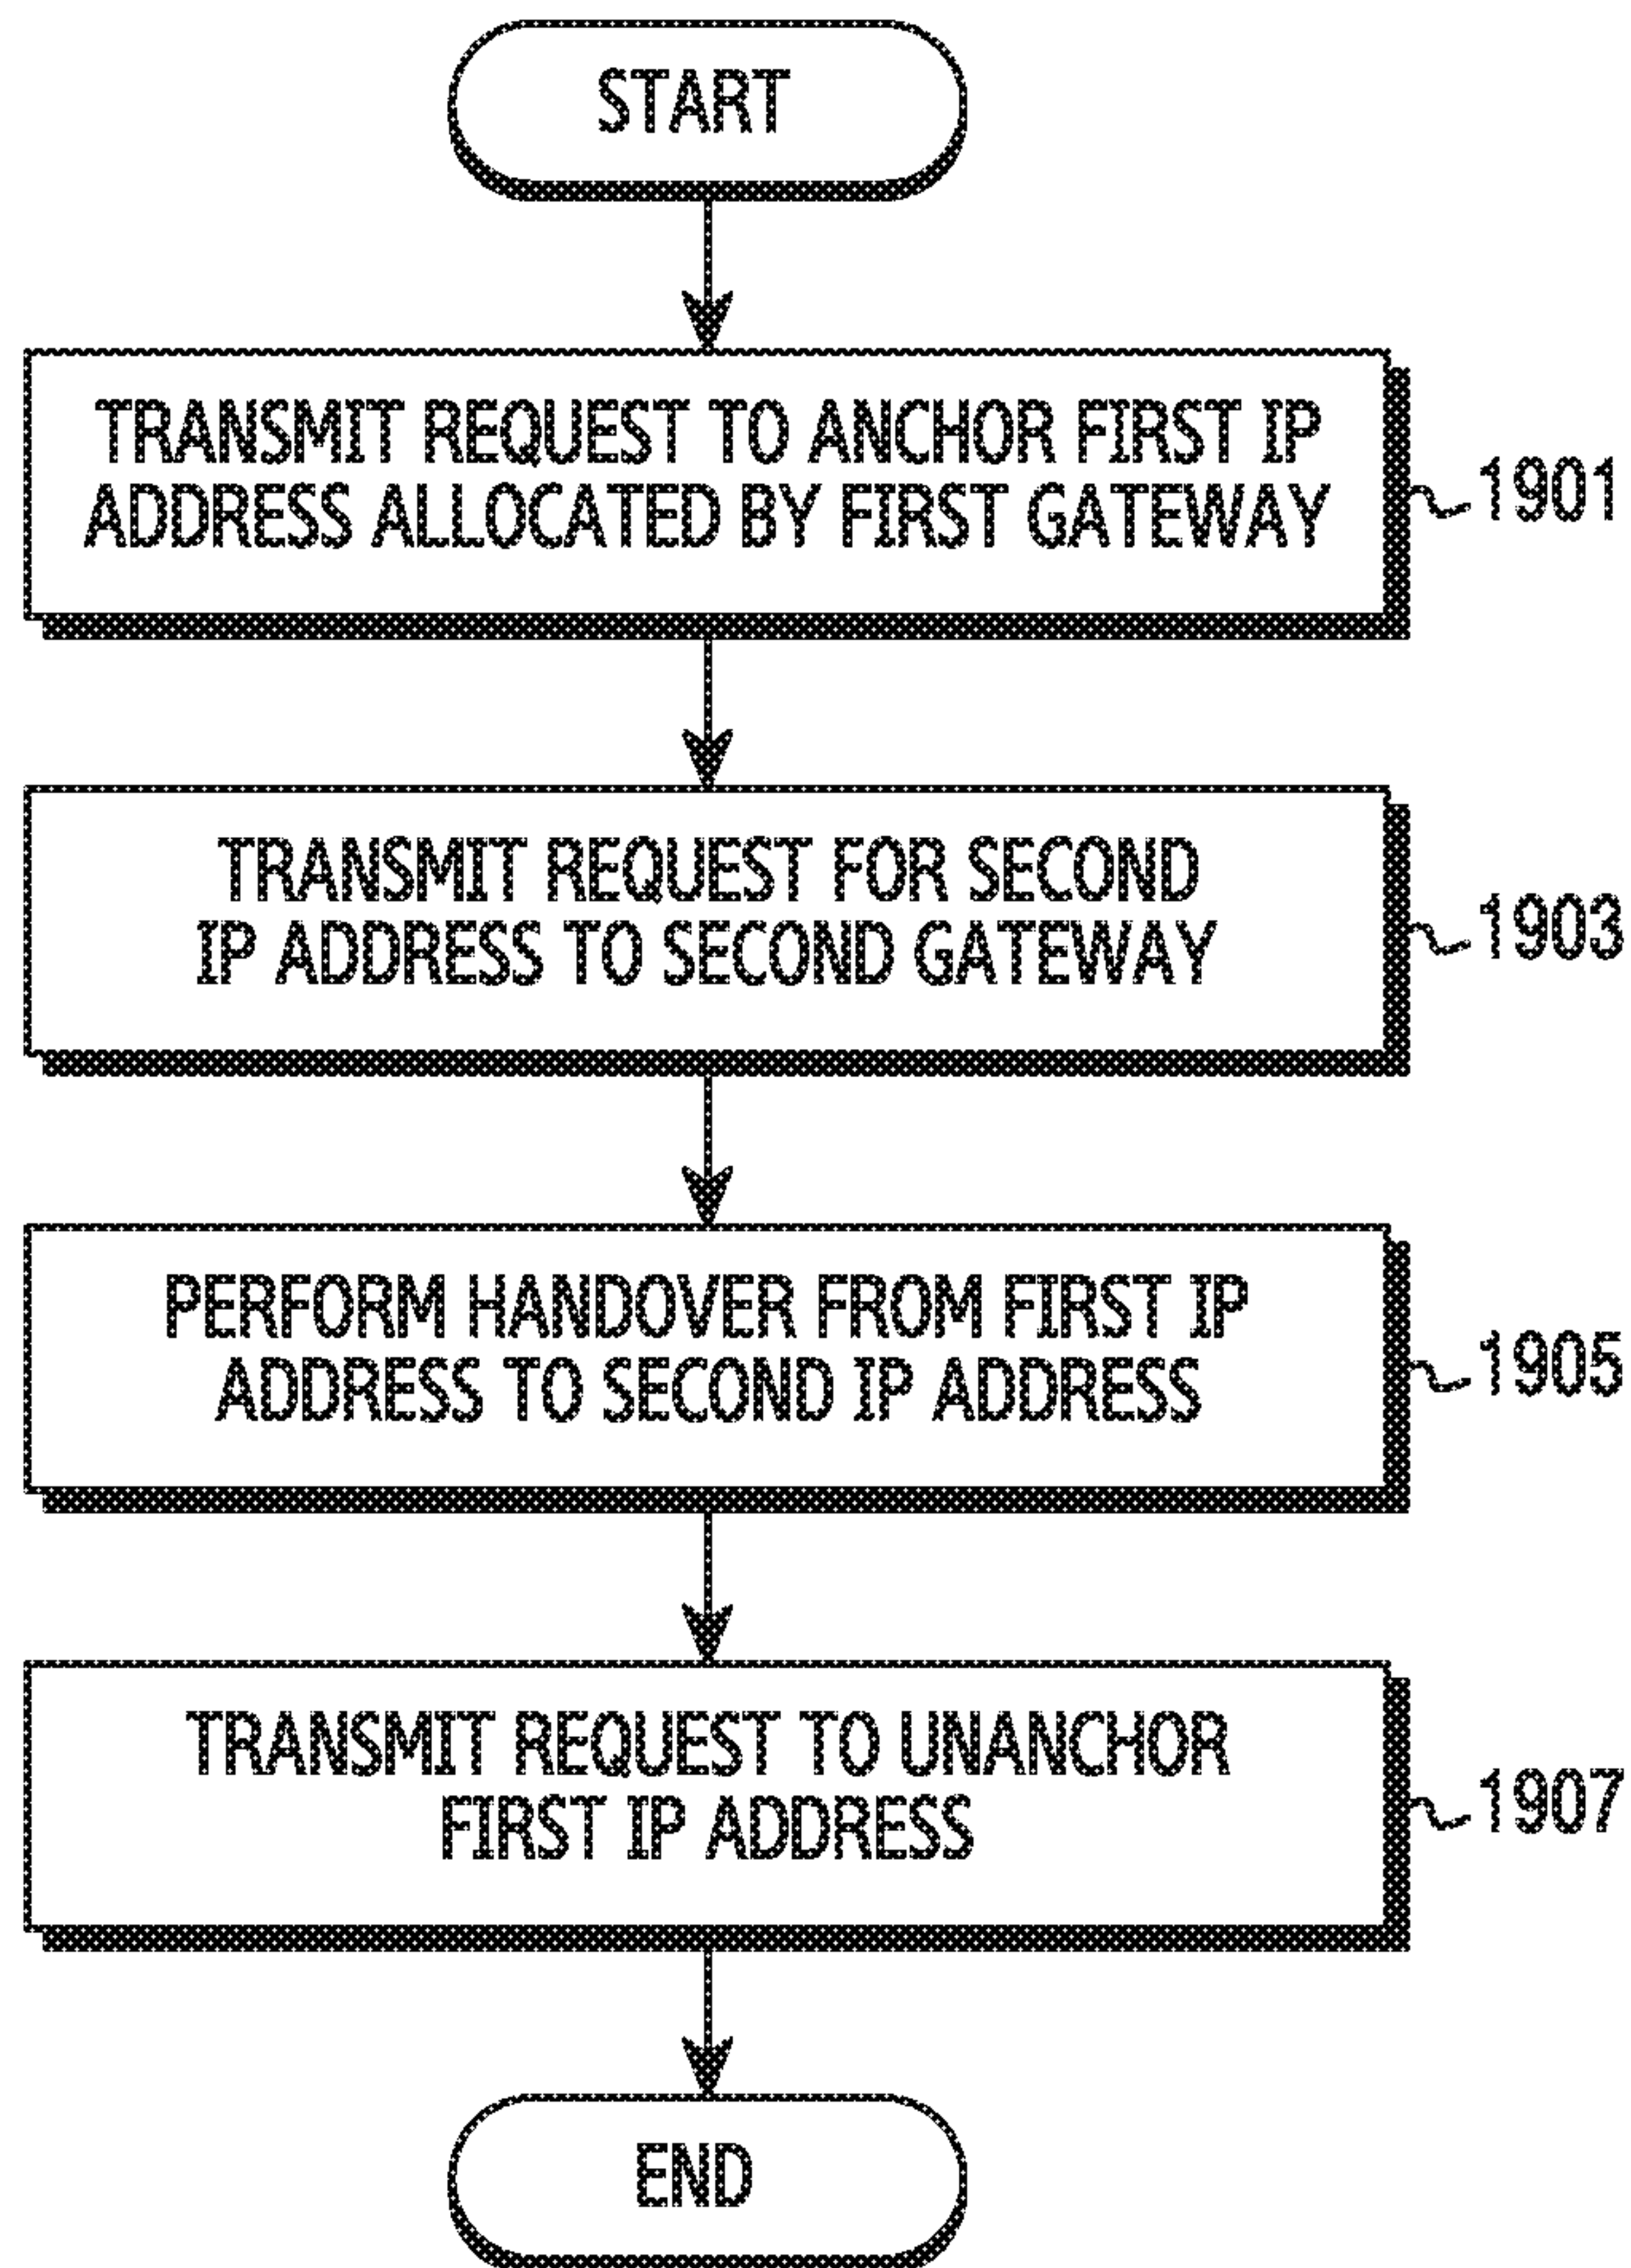 START
TRANSMIT REQUEST TO ANCHOR FIRST IP
ADDRESS ALLOCATED BY FIRST GATEWAY
1901
TRANSMIT REQUEST FOR SECOND
IP ADDRESS TO SECOND GATEWAY
1903
PERFORM HANDOVER FROM FIRST IP
ADDRESS TO SECOND IP ADDRESS
1905
TRANSMIT REQUEST TO UNANCHOR
FIRST IP ADDRESS
1907
END